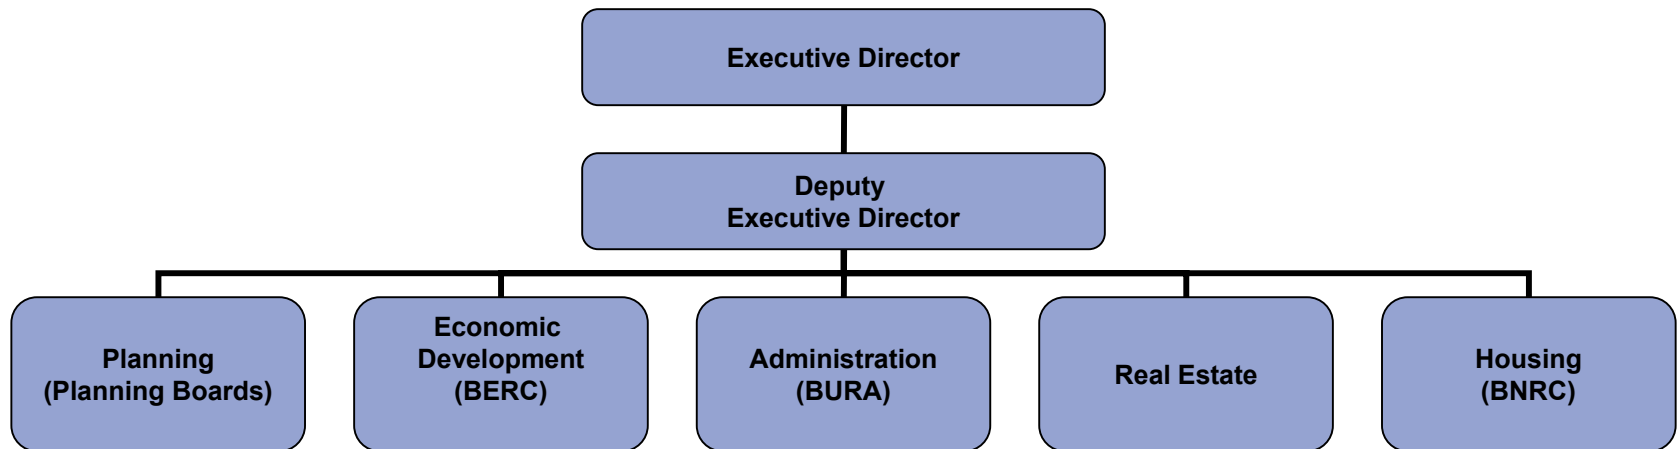 Executive Director
Deputy
Executive Director
Planning
(Planning Boards)
Economic
Development
(BERC)
Administration
(BURA)
Real Estate
Housing
(BNRC)